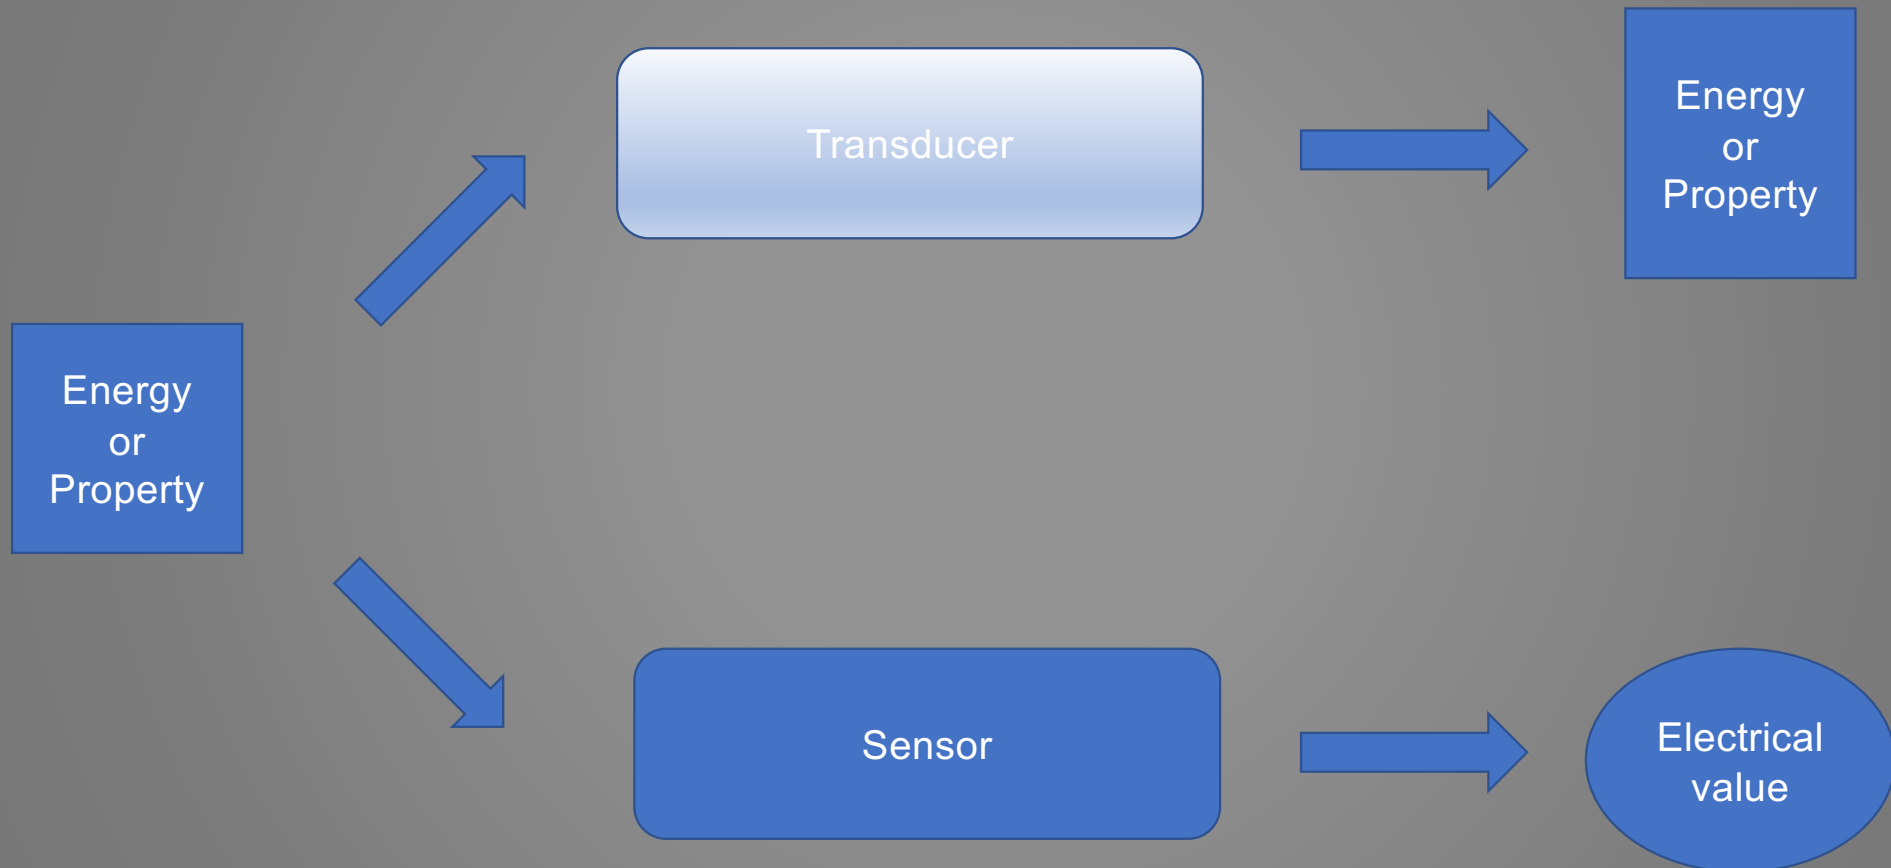 Transducer
Energy
or
Property
Energy
or
Property
Sensor
Electrical
value